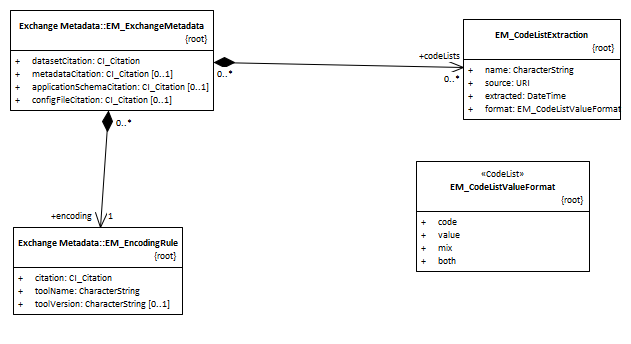 Exchange Metadata::EM_ExchangeMetadata
{root}
+ datasetCitation: CI_Citation
+ metadataCitation: CI_Citation [0..1]
+ applicationSchemaCitation: CI_Citation [0..1]
+ configFileCitation: CI_Citation [0..1]
0..*
+codeLists
0..*
EM_CodeListExtraction
{root}
+ name: CharacterString
+ source: URI
+ extracted: DateTime
+ format: EM_CodeListValueFormat
0..*
+encoding
1
«CodeList»
EM_CodeListValueFormat
{root}
+ code
+ value
+ mix
+ both
Exchange Metadata::EM_EncodingRule
{root}
+ citation: CI_Citation
+ toolName: CharacterString
+ toolVersion: CharacterString [0..1]